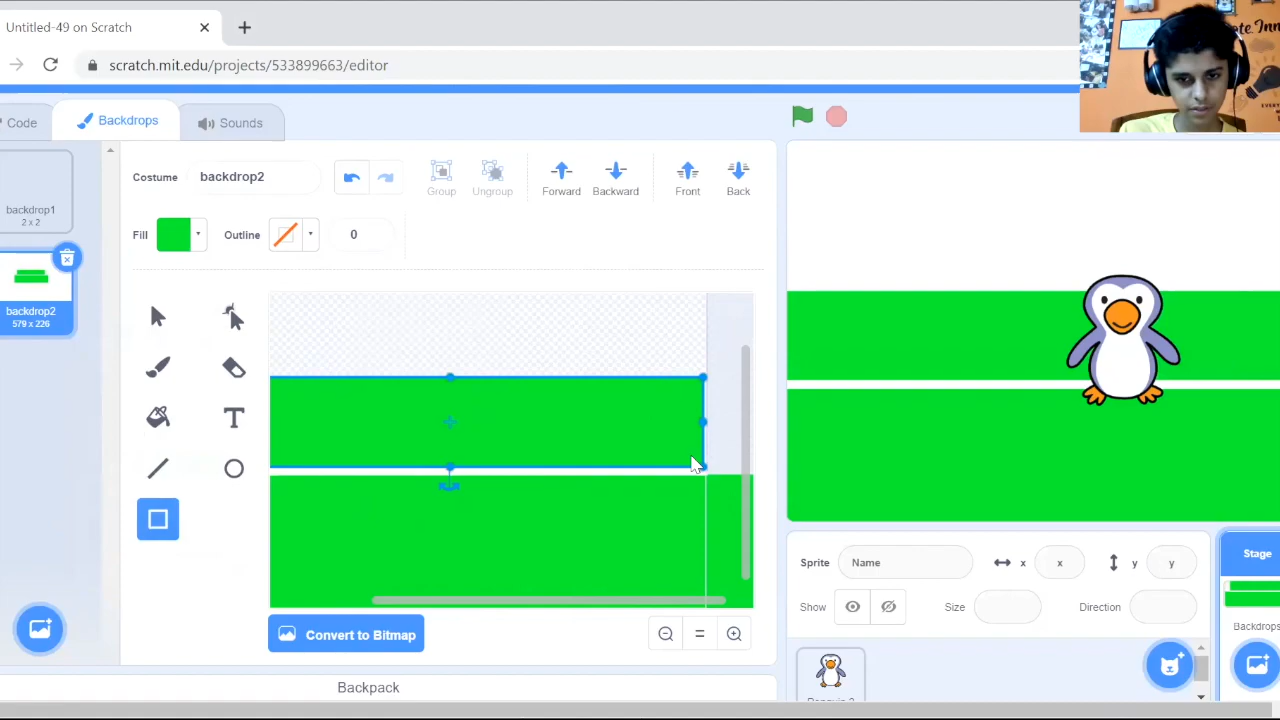 Untitled-49 on Scratch
scratch.mit.edu/projects/533899663/editor
Code
Backdrops
Sounds
backdrop1
2 x 2
backdrop2
579 x 226
Costume
backdrop2
Group
Ungroup
Forward
Backward
Front
Back
Fill
Outline
0
T
Convert to Bitmap
Backpack
Sprite
Name
x
x
y
y
Show
Size
Direction
Stage
Backdrops